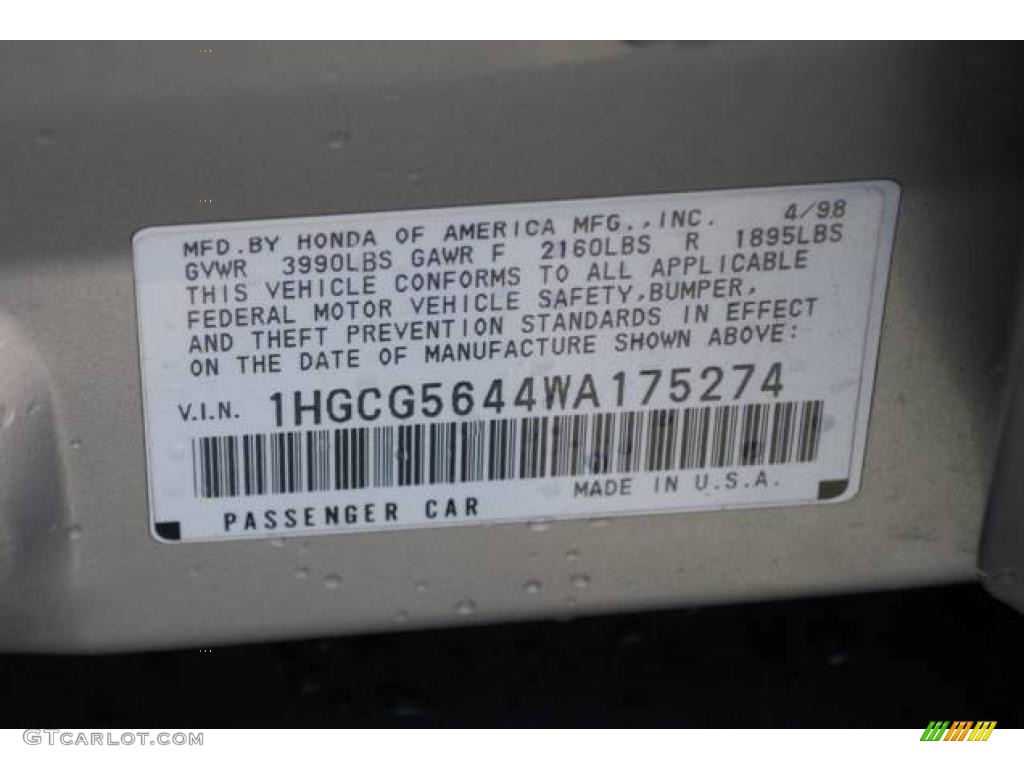 MFD.BY HONDA OF AMERICA MFG.,INC. 4/98
GVWR 3990LBS GAWR F 2160LBS R 1895LBS
THIS VEHICLE CONFORMS TO ALL APPLICABLE
FEDERAL MOTOR VEHICLE SAFETY,BUMPER,
AND THEFT PREVENTION STANDARDS IN EFFECT
ON THE DATE OF MANUFACTURE SHOWN ABOVE:
V.I.N. 1HGCG5644WA175274
MADE IN U.S.A.
PASSENGER CAR
GTCARLOT.COM